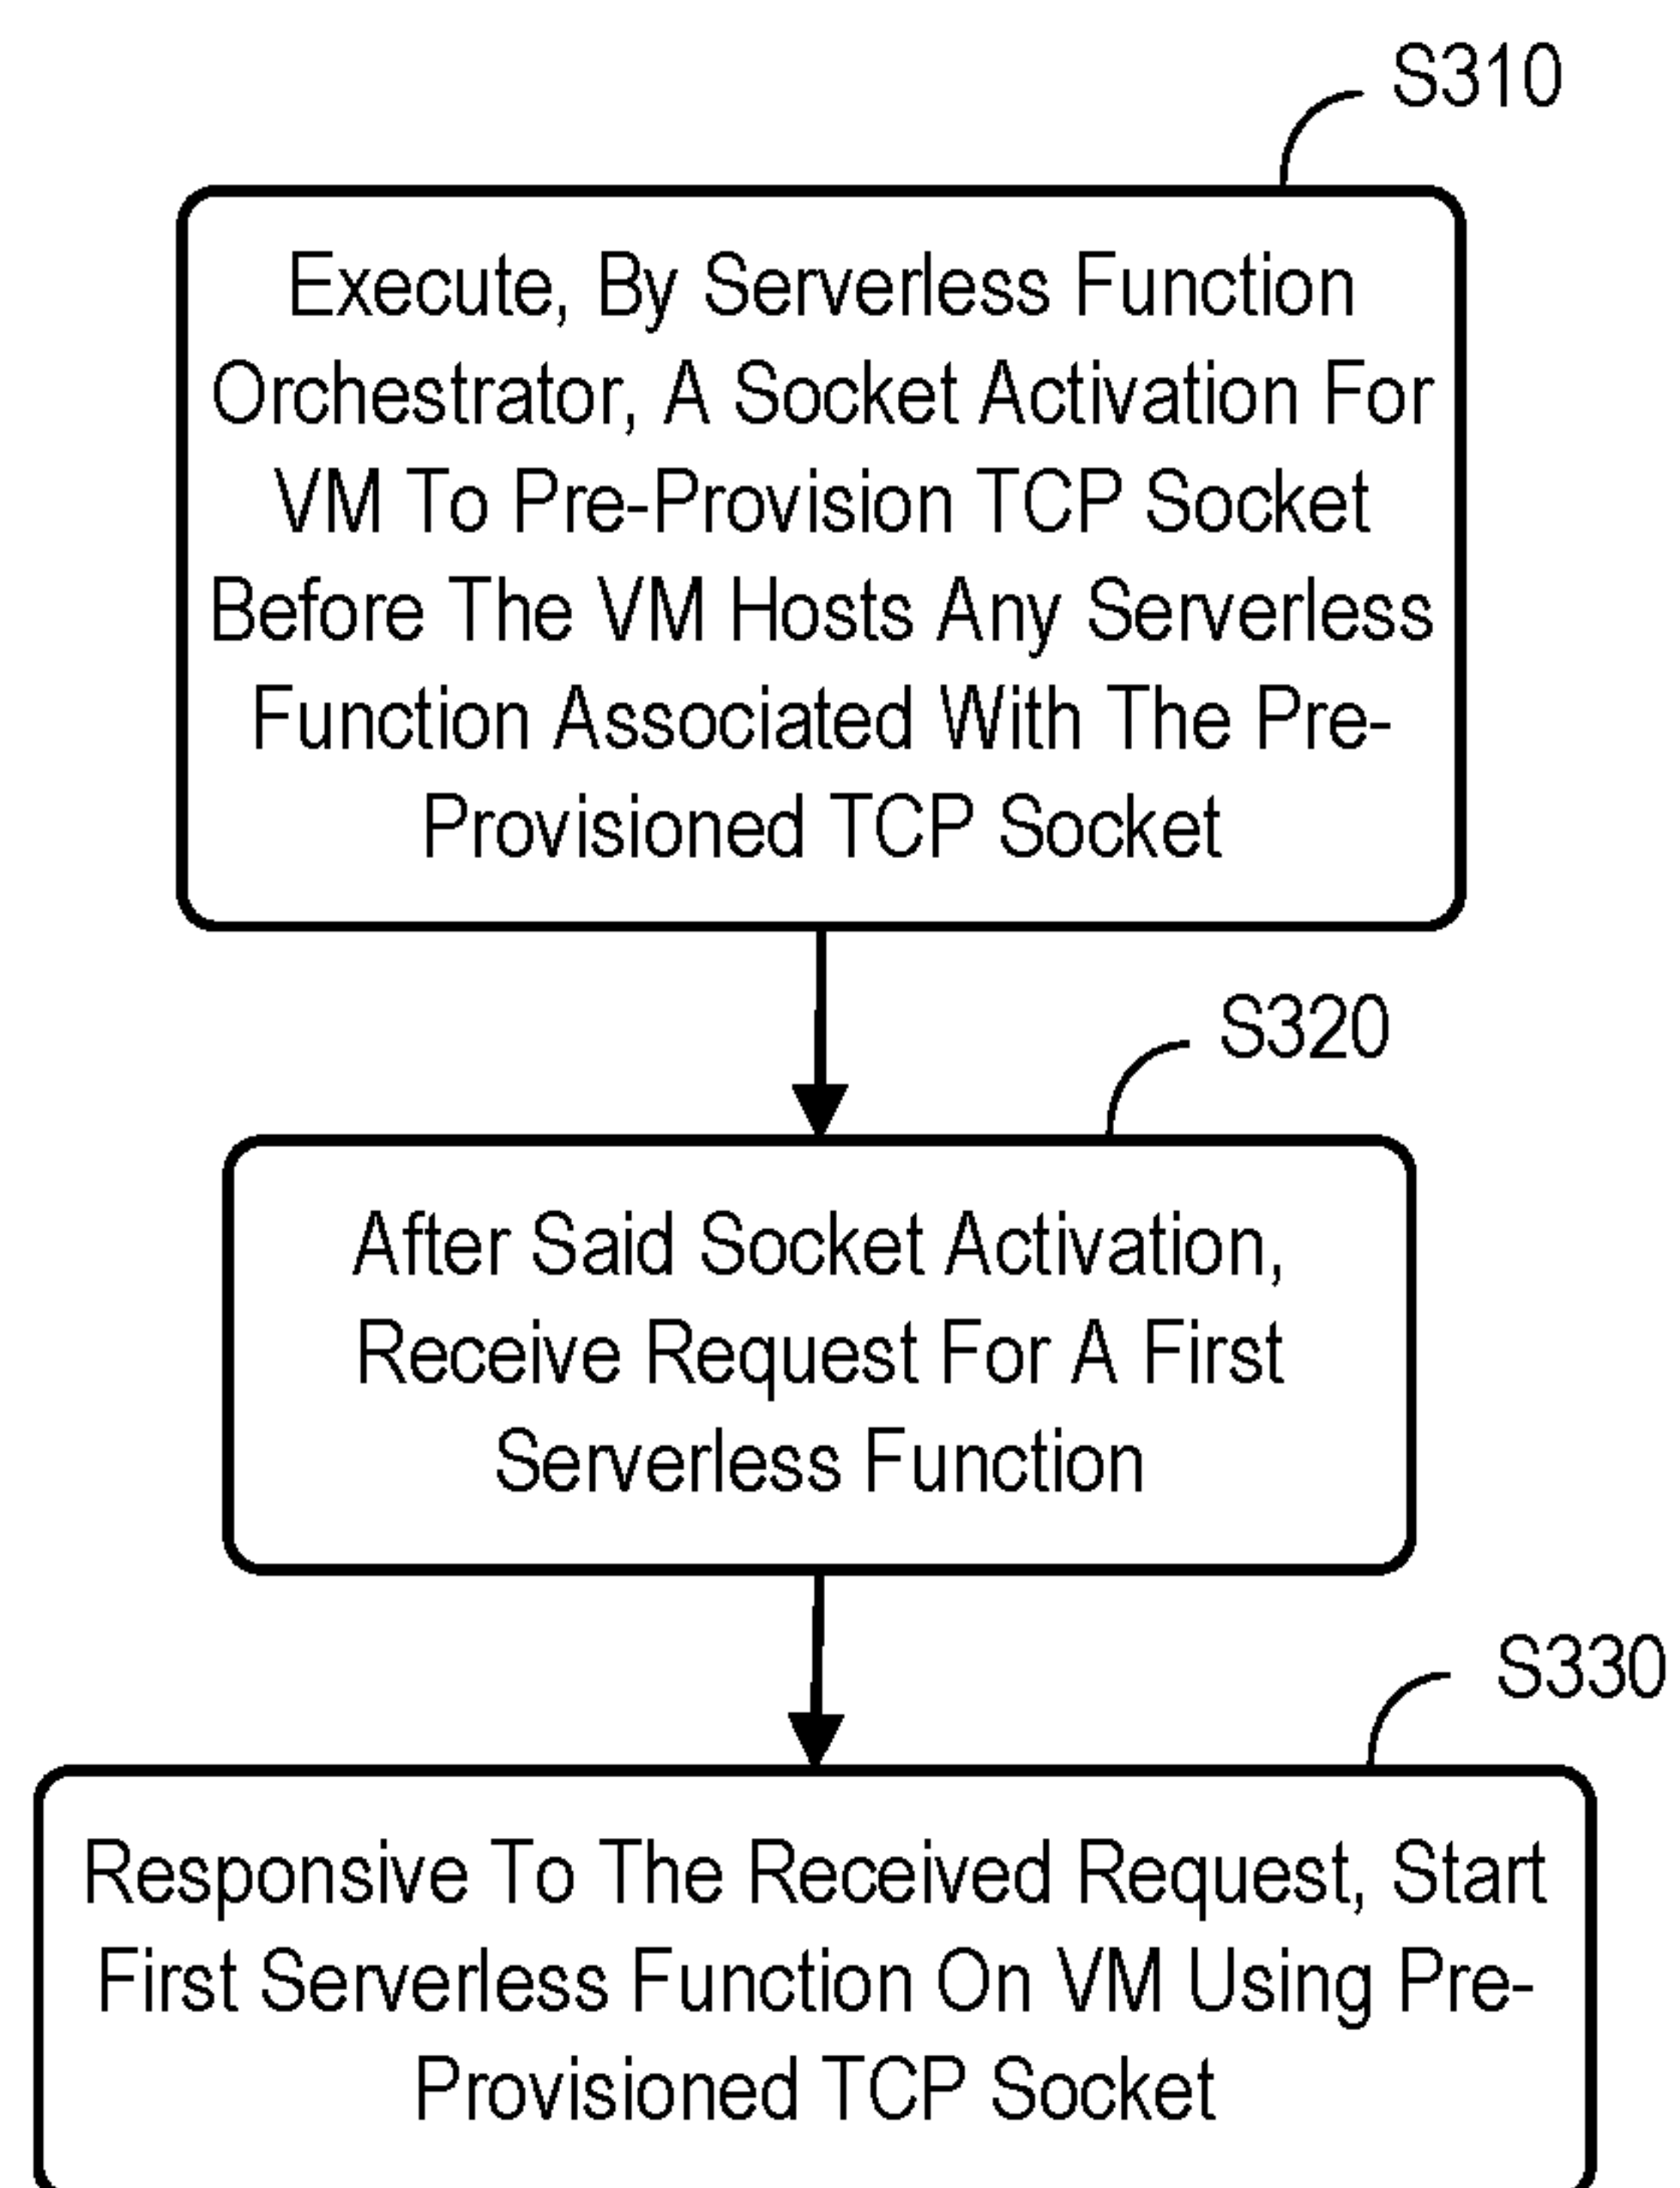 S310
Execute, By Serverless Function
Orchestrator, A Socket Activation For
VM To Pre-Provision TCP Socket
Before The VM Hosts Any Serverless
Function Associated With The Pre-
Provisioned TCP Socket
S320
After Said Socket Activation,
Receive Request For A First
Serverless Function
S330
Responsive To The Received Request, Start
First Serverless Function On VM Using Pre-
Provisioned TCP Socket